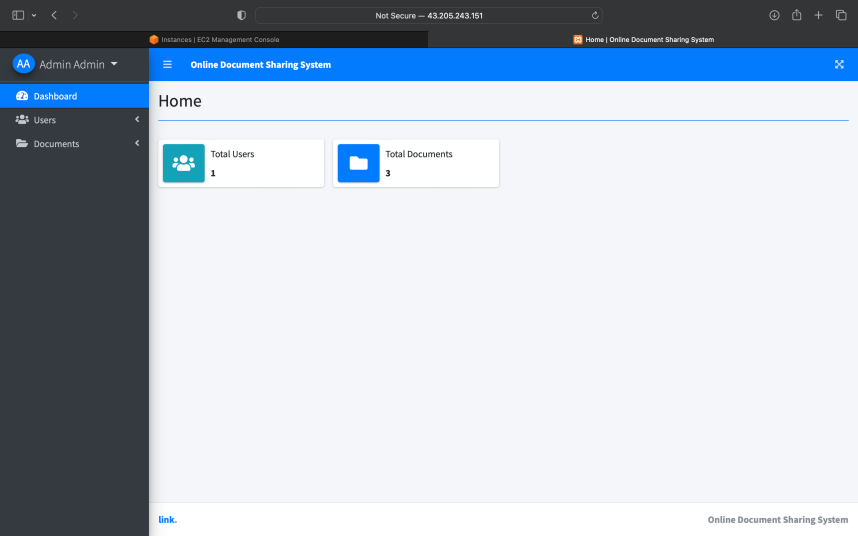 Not Secure — 43.205.243.151
Instances | EC2 Management Console
Home | Online Document Sharing System
AA Admin Admin
Online Document Sharing System
Dashboard
Users
Documents
Home
Total Users
1
Total Documents
3
link.
Online Document Sharing System